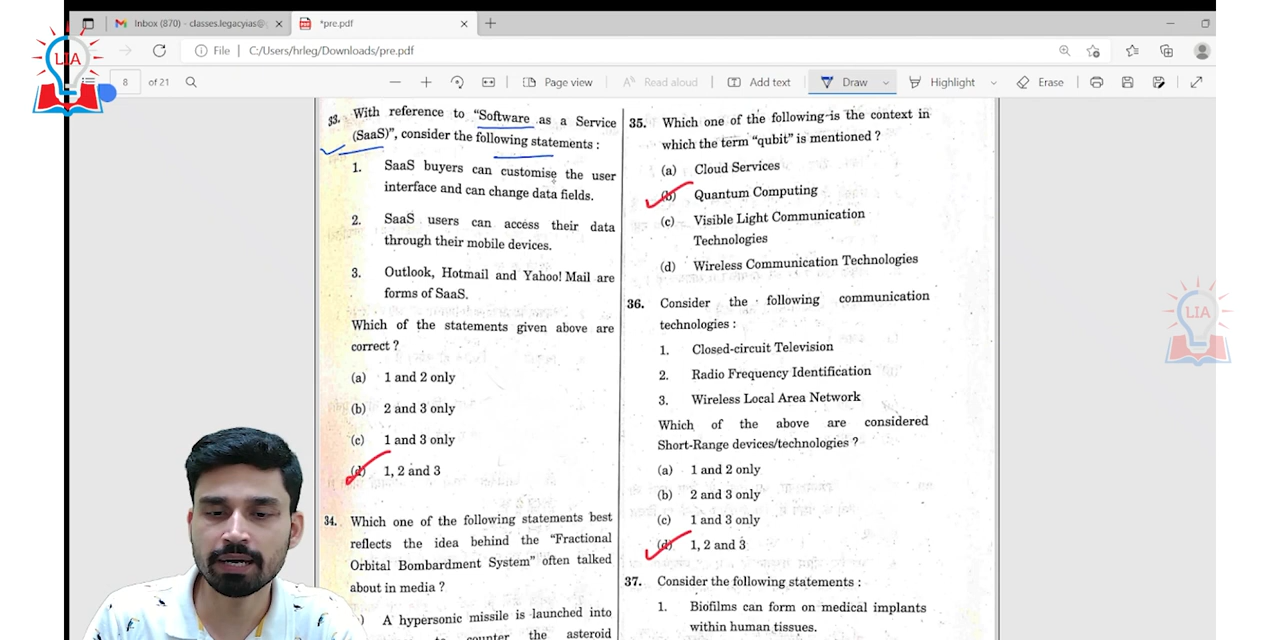 Inbox (870) - classes.legacyias@g
*pre.pdf
File
C:/Users/hrleg/Downloads/pre.pdf
LIA
8 of 21
Page view
Read aloud
Add text
Draw
Highlight
Erase
33. With reference to "Software as a Service
(SaaS)", consider the following statements :
1. SaaS buyers can customise the user
interface and can change data fields.
2. SaaS users can access their data
through their mobile devices.
3. Outlook, Hotmail and Yahoo! Mail are
forms of SaaS.
Which of the statements given above are
correct ?
(a) 1 and 2 only
(b) 2 and 3 only
(c) 1 and 3 only
(d) 1, 2 and 3
34. Which one of the following statements best
reflects the idea behind the "Fractional
Orbital Bombardment System" often talked
about in media ?
A hypersonic missile is launched into
counter the asteroid
35. Which one of the following is the context in
which the term "qubit" is mentioned ?
(a) Cloud Services
(b) Quantum Computing
(c) Visible Light Communication
Technologies
(d) Wireless Communication Technologies
36. Consider the following communication
technologies :
1. Closed-circuit Television
2. Radio Frequency Identification
3. Wireless Local Area Network
Which of the above are considered
Short-Range devices/technologies ?
(a) 1 and 2 only
(b) 2 and 3 only
(c) 1 and 3 only
(d) 1, 2 and 3
37. Consider the following statements :
1. Biofilms can form on medical implants
within human tissues.
LIA